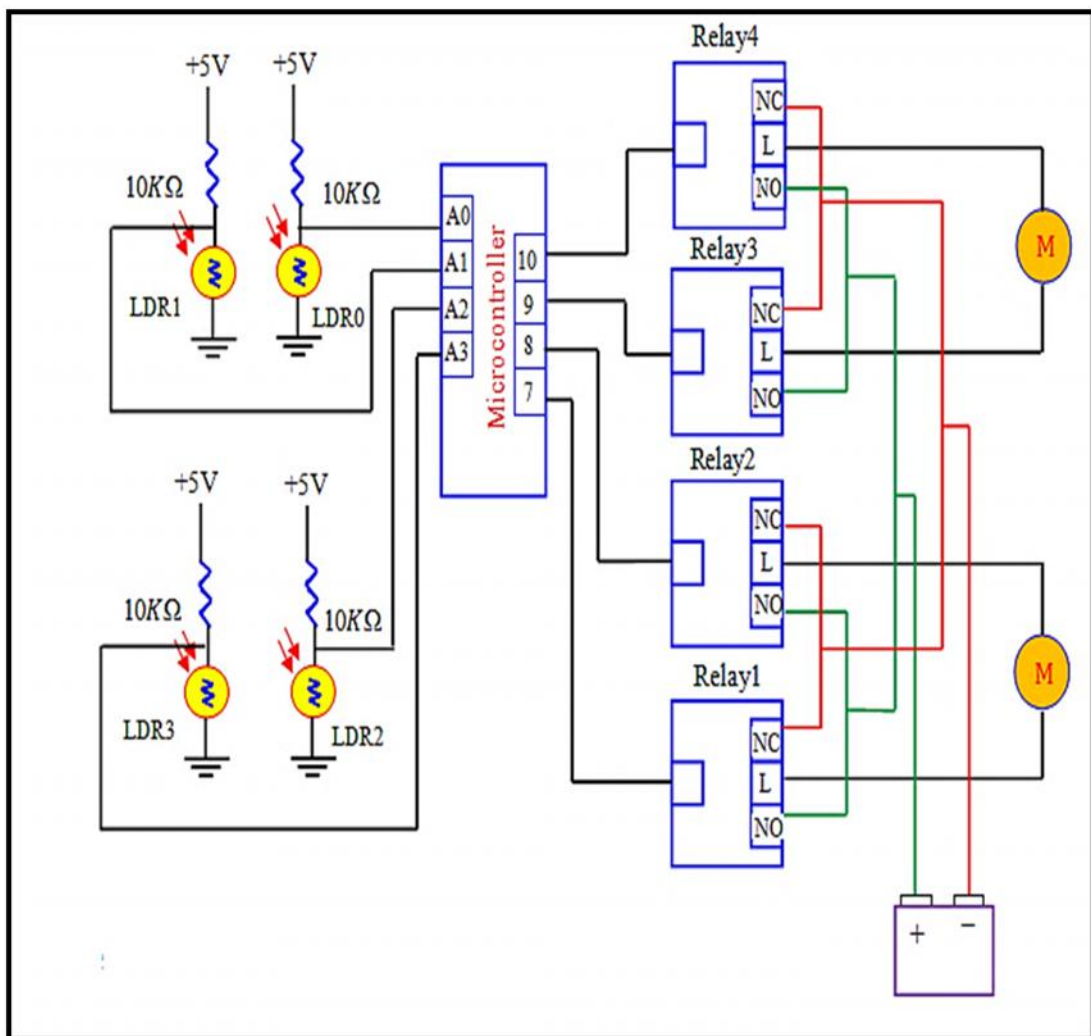 Relay4
+5V
+5V
10KΩ
10KΩ
LDR1
LDR0
A0
A1
A2
A3
Microcontroller
10
9
8
7
NC
L
NO
Relay3
NC
L
NO
M
Relay2
NC
L
NO
Relay1
NC
L
NO
M
+5V
+5V
10KΩ
10KΩ
LDR3
LDR2
+
−